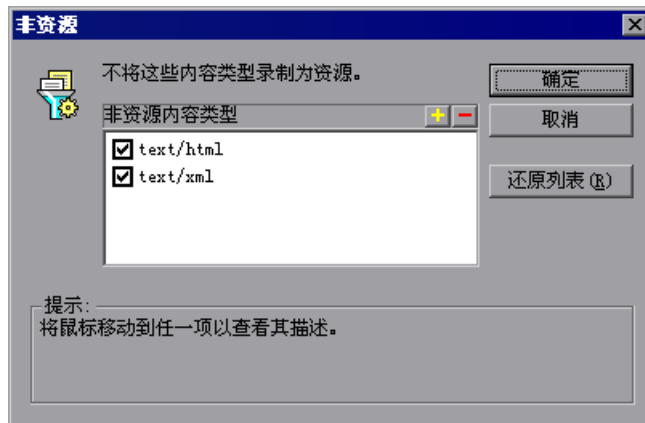 非资源
不将这些内容类型录制为资源。
确定
非资源内容类型
取消
text/html
text/xml
还原列表(R)
提示:
将鼠标移动到任一项以查看其描述。